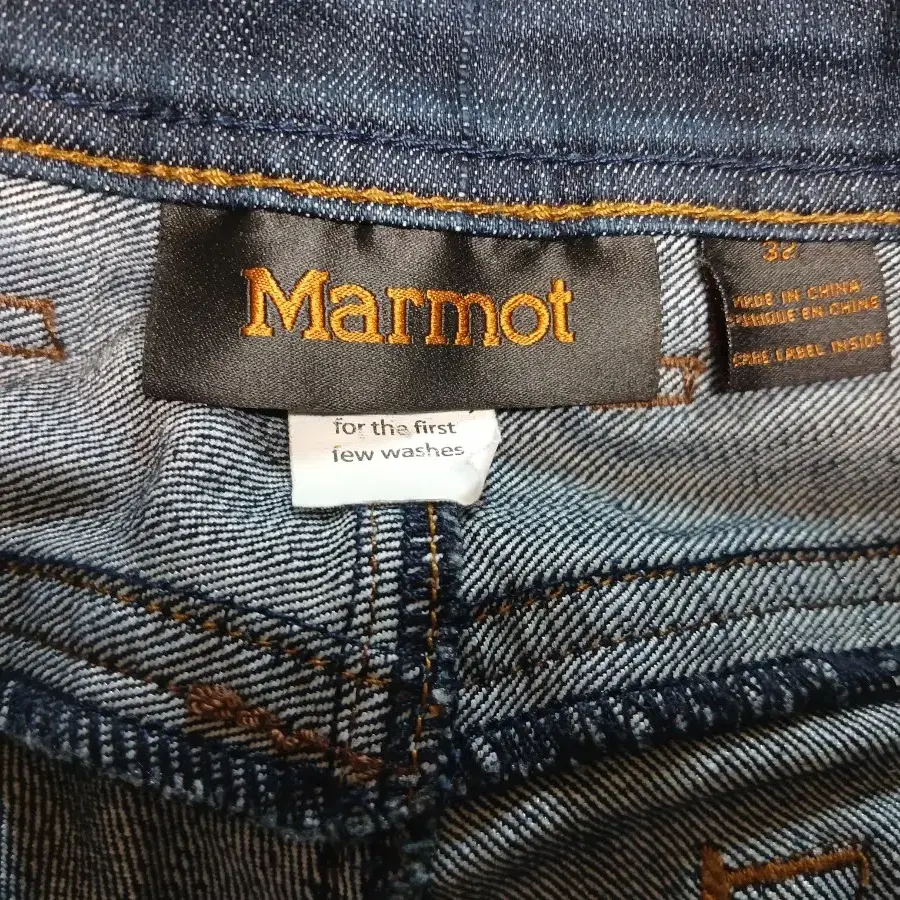 Marmot
32
MADE IN CHINA
FABRIQUE EN CHINE
CARE LABEL INSIDE
for the first
few washes